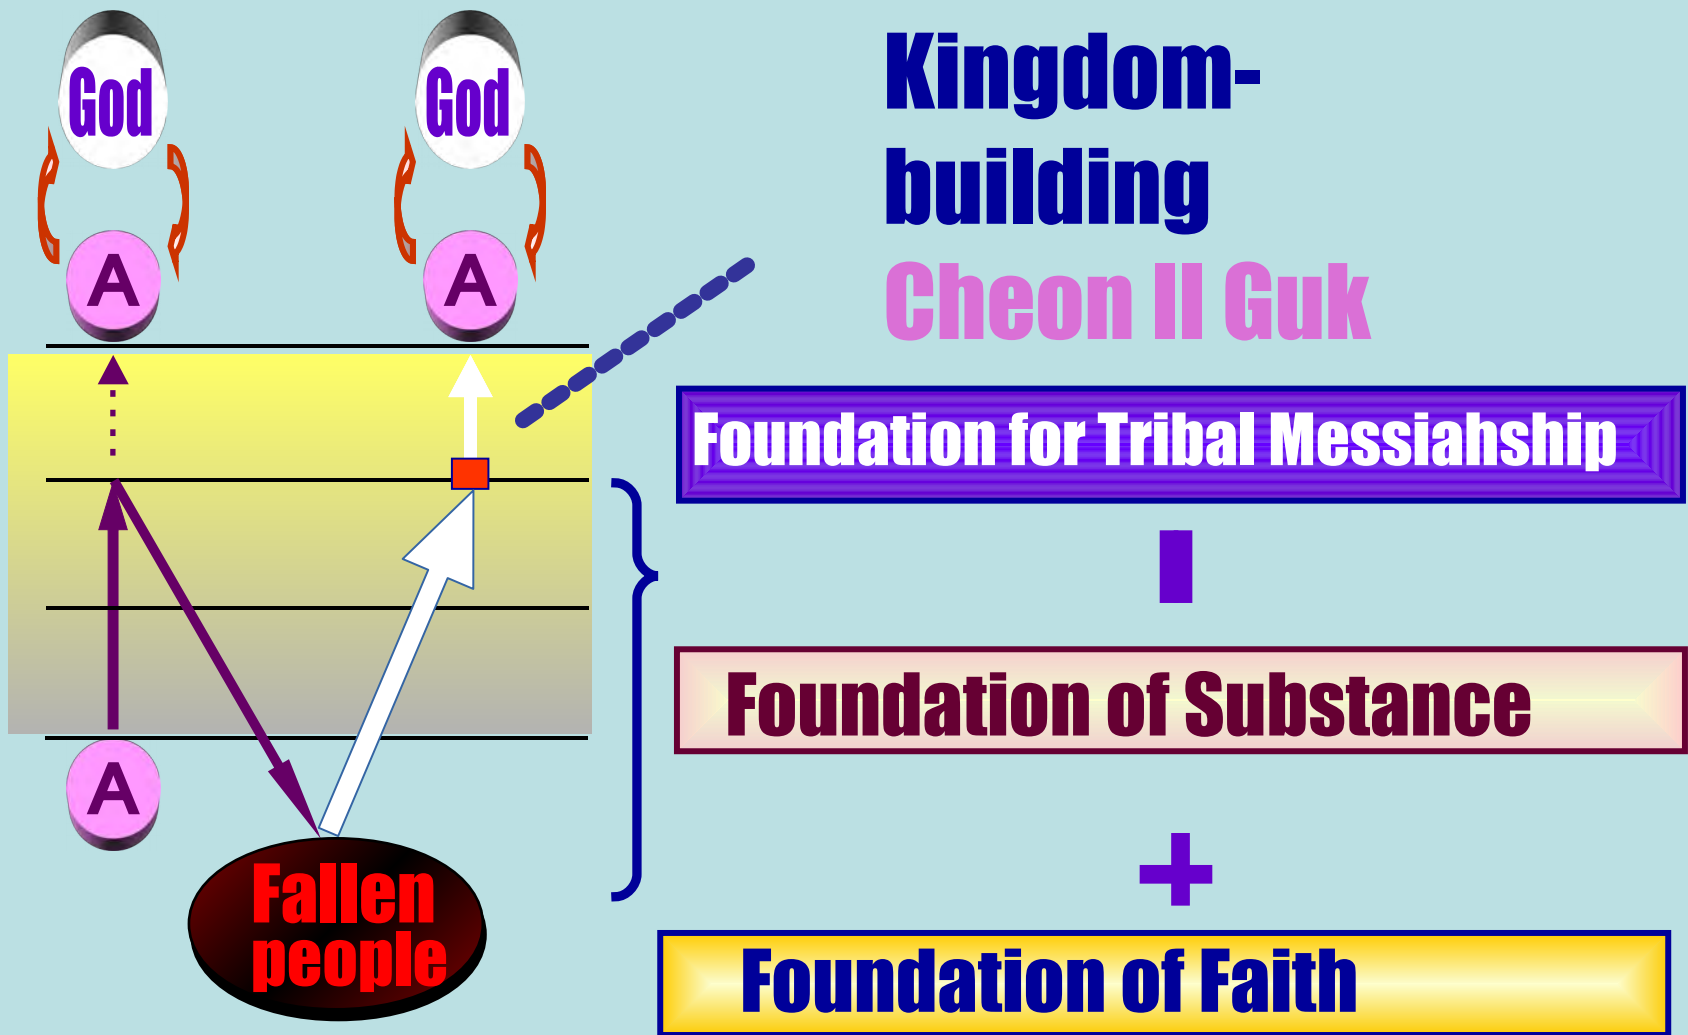 God
God
A
A
A
Fallen
people
Kingdom-
building
Cheon Il Guk
Foundation for Tribal Messiahship
Foundation of Substance
+
Foundation of Faith